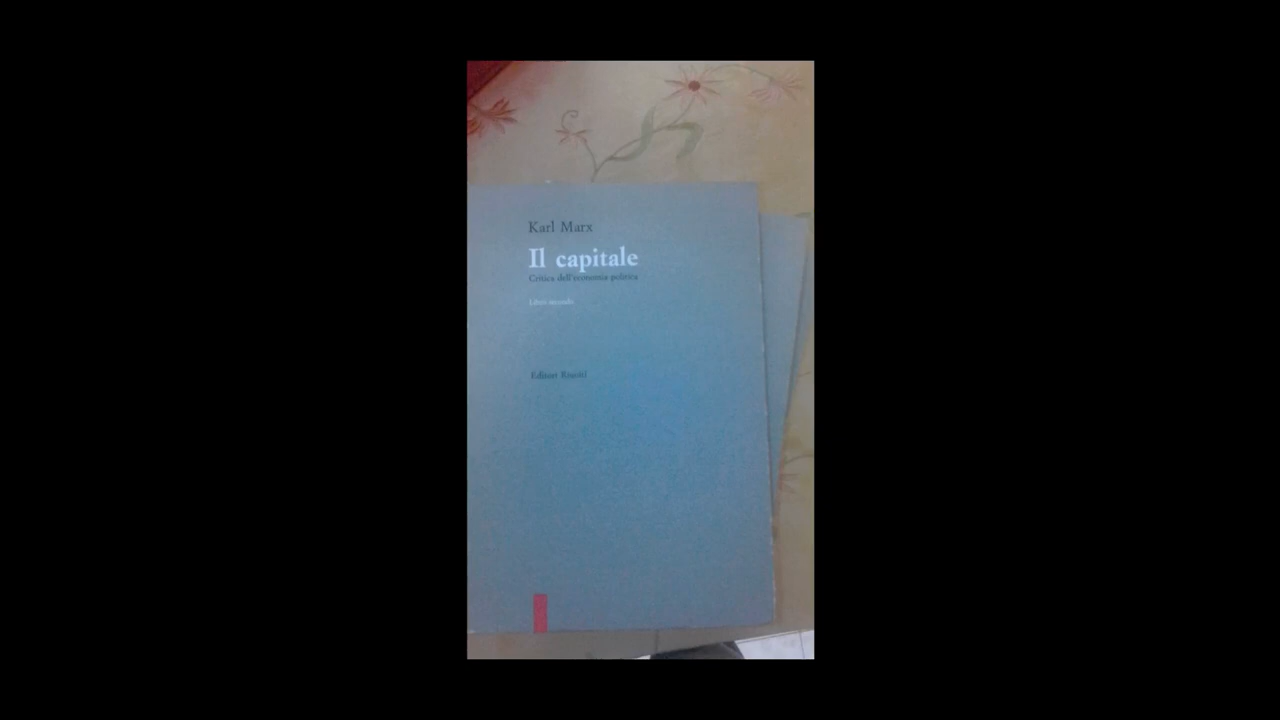 Karl Marx
Il capitale
Critica dell'economia politica
Libro secondo
Editori Riuniti